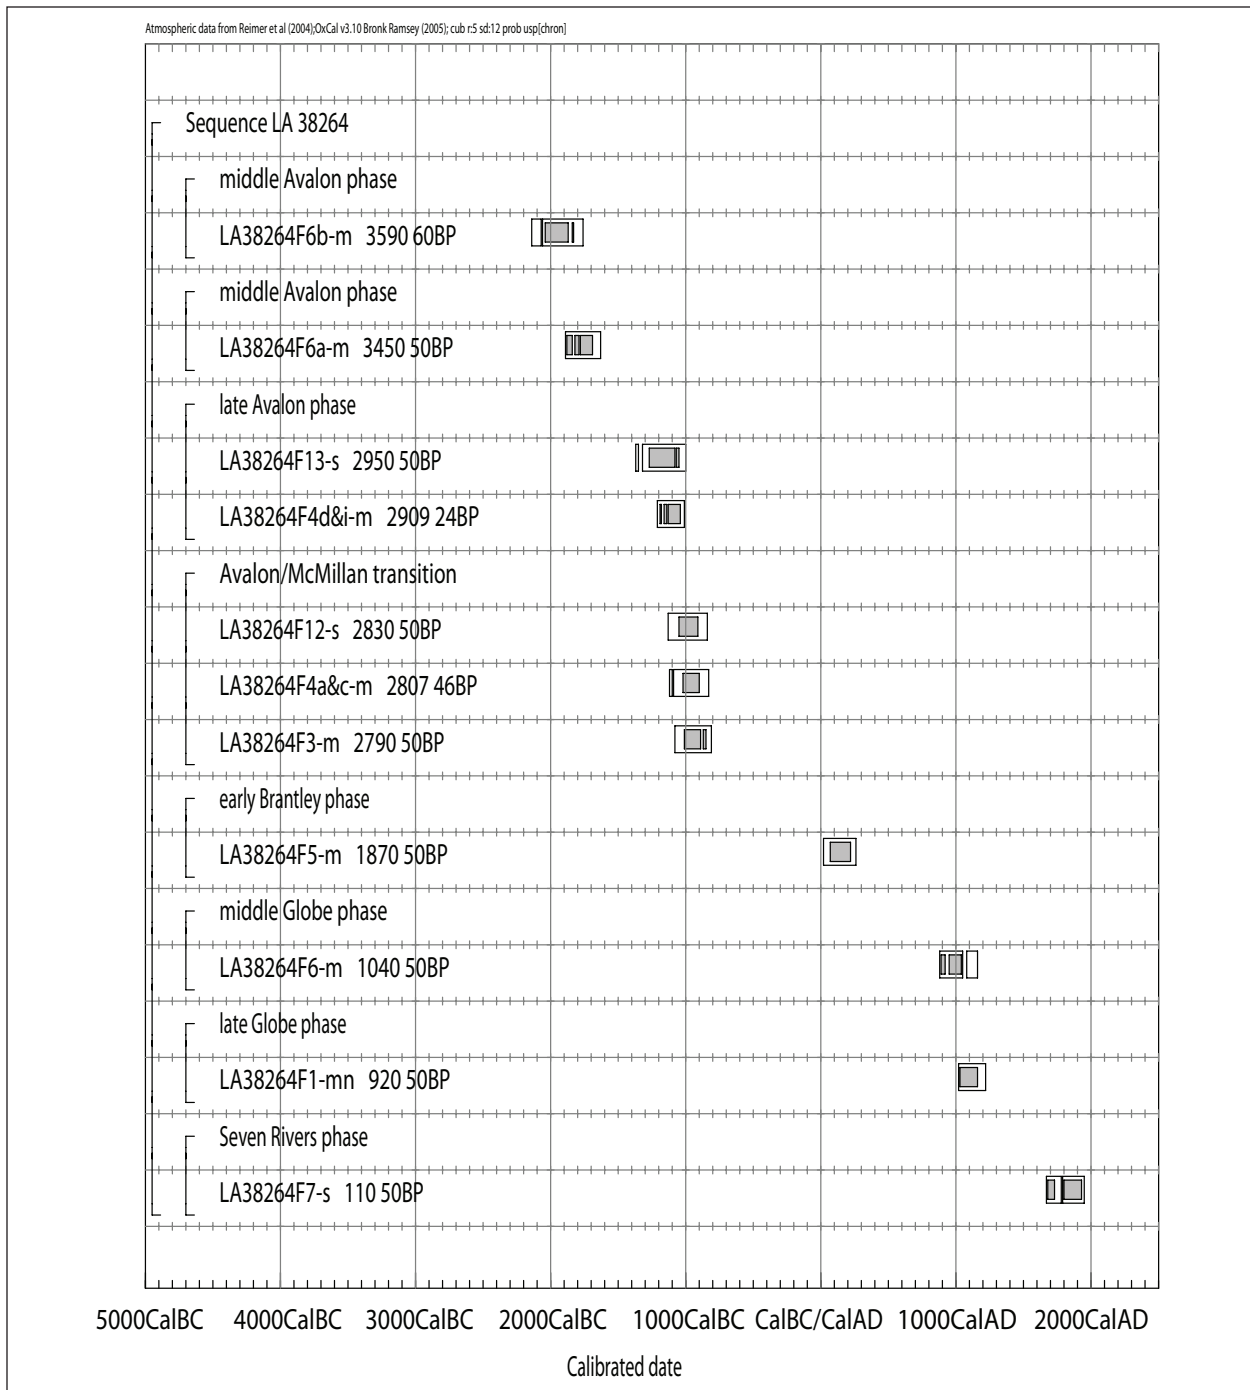 Atmospheric data from Reimer et al (2004);OxCal v3.10 Bronk Ramsey (2005); cub r:5 sd:12 prob usp[chron]
Sequence LA 38264
middle Avalon phase
LA38264F6b-m 3590 60BP
middle Avalon phase
LA38264F6a-m 3450 50BP
late Avalon phase
LA38264F13-s 2950 50BP
LA38264F4d&i-m 2909 24BP
Avalon/McMillan transition
LA38264F12-s 2830 50BP
LA38264F4a&c-m 2807 46BP
LA38264F3-m 2790 50BP
early Brantley phase
LA38264F5-m 1870 50BP
middle Globe phase
LA38264F6-m 1040 50BP
late Globe phase
LA38264F1-mn 920 50BP
Seven Rivers phase
LA38264F7-s 110 50BP
5000CalBC 4000CalBC 3000CalBC 2000CalBC 1000CalBC CalBC/CalAD 1000CalAD 2000CalAD
Calibrated date